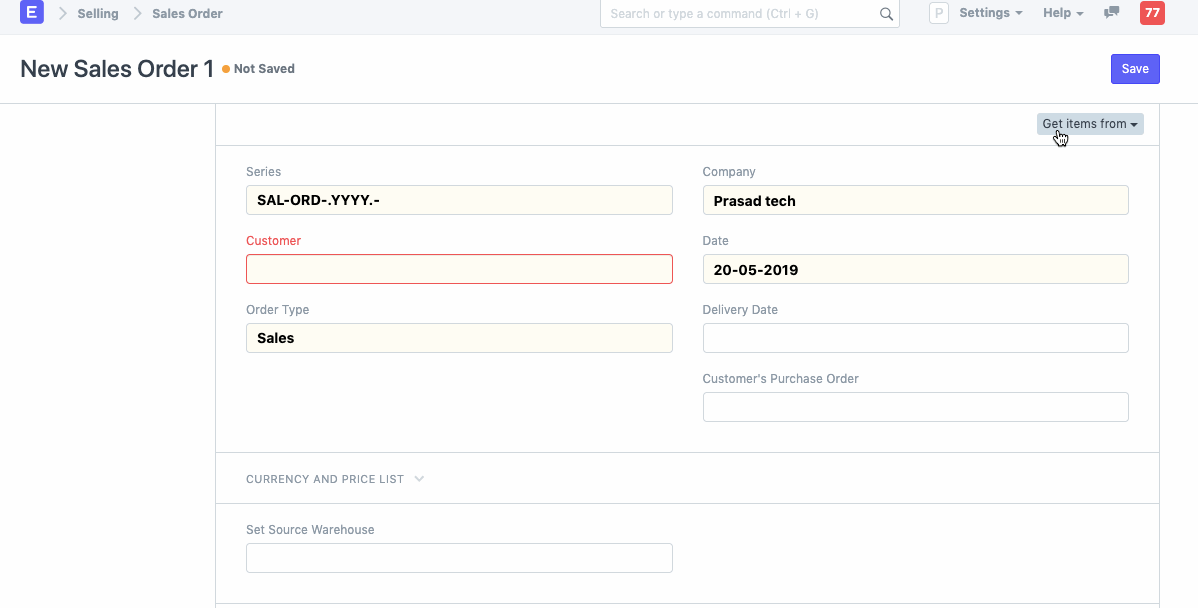 E Selling Sales Order Search or type a command (Ctrl + G) P Settings Help 77
New Sales Order 1 Not Saved Save
Get items from
Series Company
SAL-ORD-.YYYY.- Prasad tech
Customer Date
20-05-2019
Order Type Delivery Date
Sales
Customer's Purchase Order
CURRENCY AND PRICE LIST
Set Source Warehouse